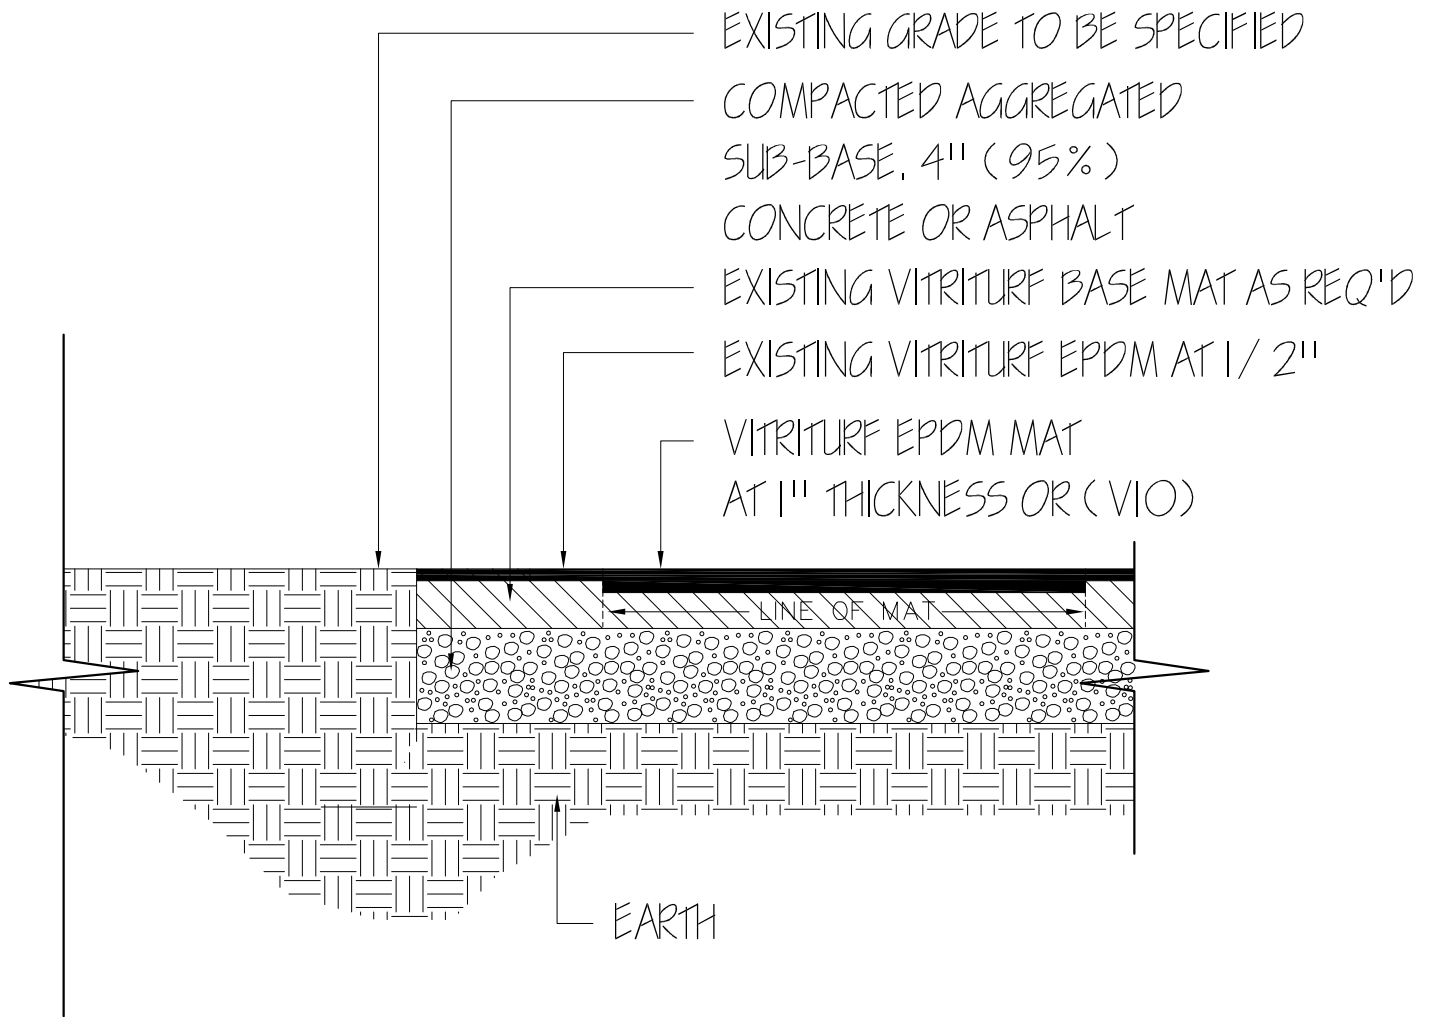 EXISTING GRADE TO BE SPECIFIED
COMPACTED AGGREGATED
SUB-BASE, 4" (95%)
CONCRETE OR ASPHALT
EXISTING VITRITURF BASE MAT AS REQ'D
EXISTING VITRITURF EPDM AT 1/2"
VITRITURF EPDM MAT
AT 1" THICKNESS OR (VIO)
LINE OF MAT
EARTH